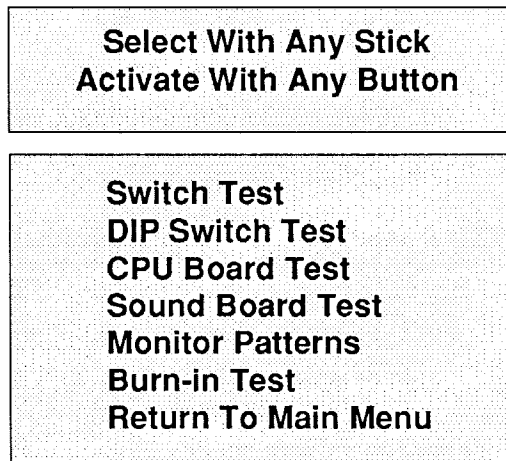 Select With Any Stick
Activate With Any Button
Switch Test
DIP Switch Test
CPU Board Test
Sound Board Test
Monitor Patterns
Burn-in Test
Return To Main Menu